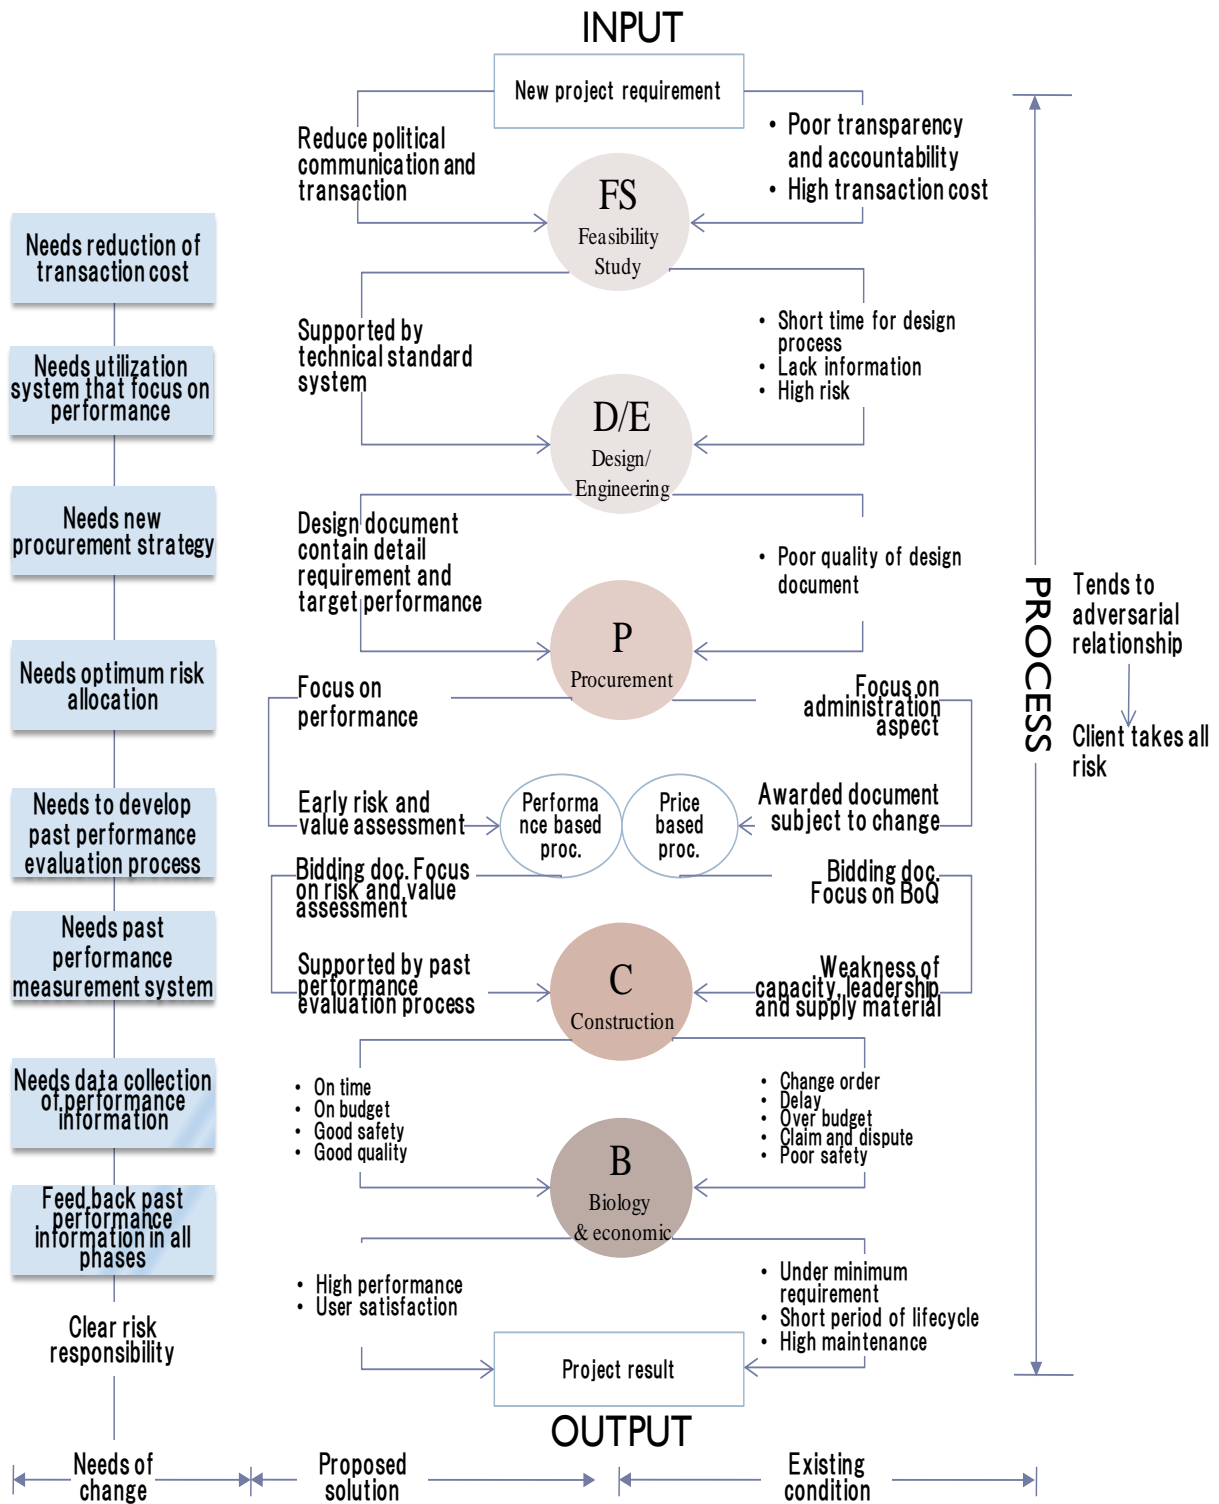 INPUT
New project requirement
Reduce political
communication and
transaction
• Poor transparency
and accountability
• High transaction cost
FS
Feasibility
Study
Needs reduction of
transaction cost
Supported by
technical standard
system
• Short time for design
process
• Lack information
• High risk
Needs utilization
system that focus on
performance
D/E
Design/
Engineering
Needs new
procurement strategy
Design document
contain detail
requirement and
target performance
• Poor quality of design
document
P
Procurement
PROCESS
Tends to
adversarial
relationship
Client takes all
risk
Needs optimum risk
allocation
Focus on
performance
Focus on
administration
aspect
Needs to develop
past performance
evaluation process
Early risk and
value assessment
Performa
nce based
proc.
Price
based
proc.
Awarded document
subject to change
Bidding doc. Focus
on risk and value
assessment
Bidding doc.
Focus on BoQ
Needs past
performance
measurement system
Supported by past
performance
evaluation process
C
Construction
Weakness of
capacity, leadership
and supply material
Needs data collection
of performance
information
• On time
• On budget
• Good safety
• Good quality
• Change order
• Delay
• Over budget
• Claim and dispute
• Poor safety
B
Biology
& economic
Feed back past
performance
information in all
phases
• High performance
• User satisfaction
• Under minimum
requirement
• Short period of lifecycle
• High maintenance
Clear risk
responsibility
Project result
OUTPUT
Needs of
change
Proposed
solution
Existing
condition